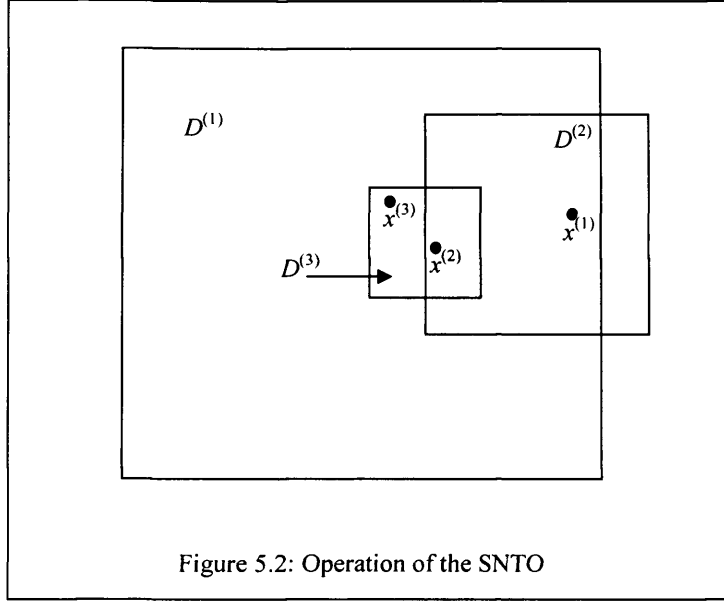 D^(1)
D^(2)
x^(3)
x^(1)
x^(2)
D^(3)
Figure 5.2: Operation of the SNTO